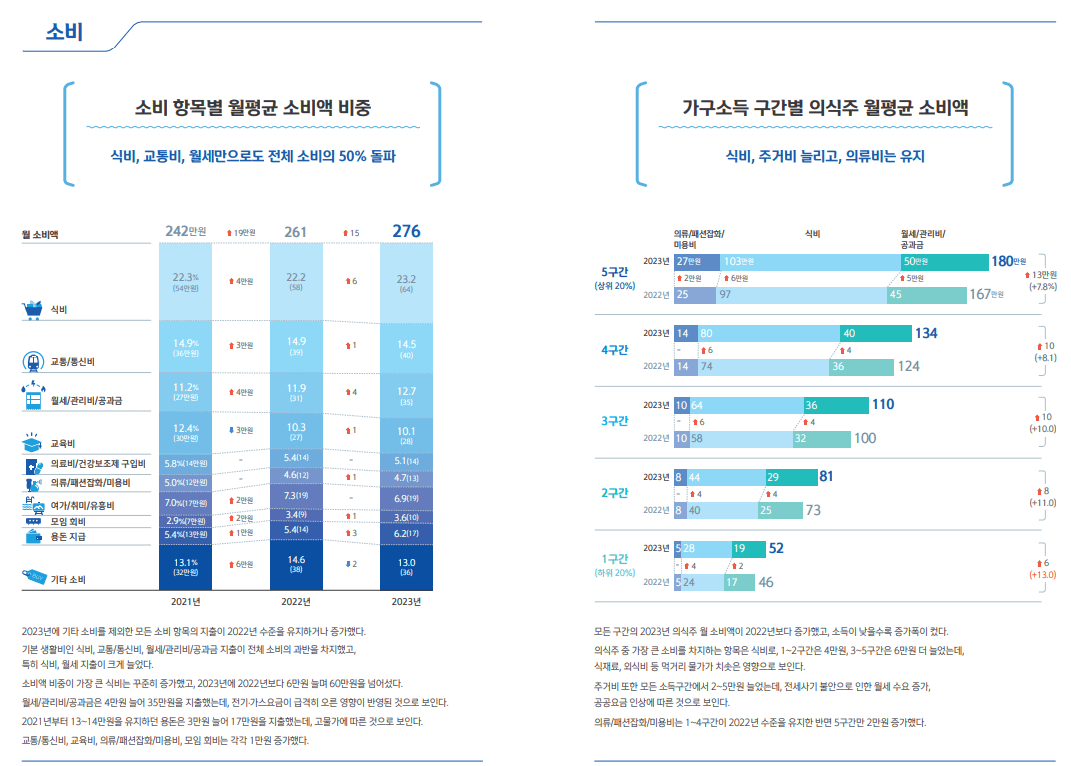 소비
소비 항목별 월평균 소비액 비중
식비, 교통비, 월세만으로도 전체 소비의 50% 돌파
월 소비액
242만원
19만원
261
15
276
식비
22.3%
(54만원)
4만원
22.2
(58)
6
23.2
(64)
교통/통신비
14.9%
(36만원)
3만원
14.9
(39)
1
14.5
(40)
월세/관리비/공과금
11.2%
(27만원)
4만원
11.9
(31)
4
12.7
(35)
교육비
12.4%
(30만원)
3만원
10.3
(27)
1
10.1
(28)
의료비/건강보조제 구입비
5.8%(14만원)
-
5.4(14)
-
5.1(14)
의류/패션잡화/미용비
5.0%(12만원)
-
4.6(12)
1
4.7(13)
여가/취미/유흥비
7.0%(17만원)
2만원
7.3(19)
-
6.9(19)
모임 회비
2.9%(7만원)
2만원
3.4(9)
1
3.6(10)
용돈 지급
5.4%(13만원)
1만원
5.4(14)
3
6.2(17)
기타 소비
13.1%
(32만원)
6만원
14.6
(38)
2
13.0
(36)
2021년
2022년
2023년
2023년에 기타 소비를 제외한 모든 소비 항목의 지출이 2022년 수준을 유지하거나 증가했다.
기본 생활비인 식비, 교통/통신비, 월세/관리비/공과금 지출이 전체 소비의 과반을 차지했고,
특히 식비, 월세 지출이 크게 늘었다.
소비액 비중이 가장 큰 식비는 꾸준히 증가했고, 2023년에 2022년보다 6만원 늘며 60만원을 넘어섰다.
월세/관리비/공과금은 4만원 늘어 35만원을 지출했는데, 전기·가스요금이 급격히 오른 영향이 반영된 것으로 보인다.
2021년부터 13~14만원을 유지하던 용돈은 3만원 늘어 17만원을 지출했는데, 고물가에 따른 것으로 보인다.
교통/통신비, 교육비, 의류/패션잡화/미용비, 모임 회비는 각각 1만원 증가했다.
가구소득 구간별 의식주 월평균 소비액
식비, 주거비 늘리고, 의류비는 유지
의류/패션잡화/
미용비
식비
월세/관리비/
공과금
5구간
(상위 20%)
2023년
27만원
103만원
50만원
180만원
2만원
6만원
5만원
13만원
(+7.8%)
2022년
25
97
45
167만원
4구간
2023년
14
80
40
134
-
6
4
10
(+8.1)
2022년
14
74
36
124
3구간
2023년
10
64
36
110
-
6
4
10
(+10.0)
2022년
10
58
32
100
2구간
2023년
8
44
29
81
-
4
4
8
(+11.0)
2022년
8
40
25
73
1구간
(하위 20%)
2023년
5
28
19
52
-
4
2
6
(+13.0)
2022년
5
24
17
46
모든 구간의 2023년 의식주 월 소비액이 2022년보다 증가했고, 소득이 낮을수록 증가폭이 컸다.
의식주 중 가장 큰 소비를 차지하는 항목은 식비로, 1~2구간은 4만원, 3~5구간은 6만원 더 늘었는데,
식재료, 외식비 등 먹거리 물가가 치솟은 영향으로 보인다.
주거비 또한 모든 소득구간에서 2~5만원 늘었는데, 전세사기 불안으로 인한 월세 수요 증가,
공공요금 인상에 따른 것으로 보인다.
의류/패션잡화/미용비는 1~4구간이 2022년 수준을 유지한 반면 5구간만 2만원 증가했다.